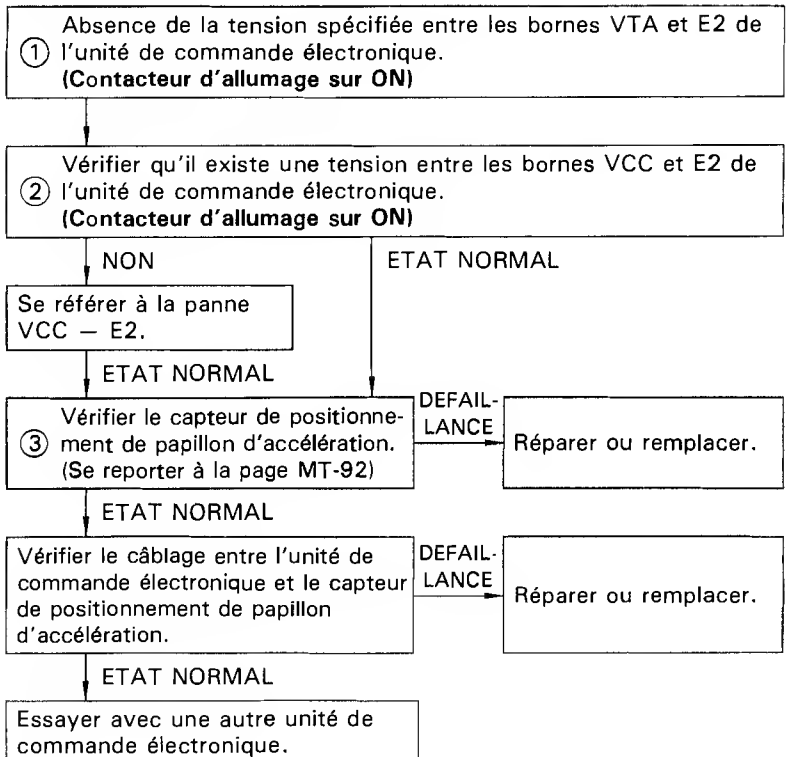 Absence de la tension spécifiée entre les bornes VTA et E2 de
① l'unité de commande électronique.
(Contacteur d'allumage sur ON)
Vérifier qu'il existe une tension entre les bornes VCC et E2 de
② l'unité de commande électronique.
(Contacteur d'allumage sur ON)
NON
ETAT NORMAL
Se référer à la panne
VCC — E2.
ETAT NORMAL
Vérifier le capteur de positionne-
③ ment de papillon d'accélération.
(Se reporter à la page MT-92)
DEFAIL-
LANCE
Réparer ou remplacer.
ETAT NORMAL
Vérifier le câblage entre l'unité de
commande électronique et le capteur
de positionnement de papillon
d'accélération.
DEFAIL-
LANCE
Réparer ou remplacer.
ETAT NORMAL
Essayer avec une autre unité de
commande électronique.